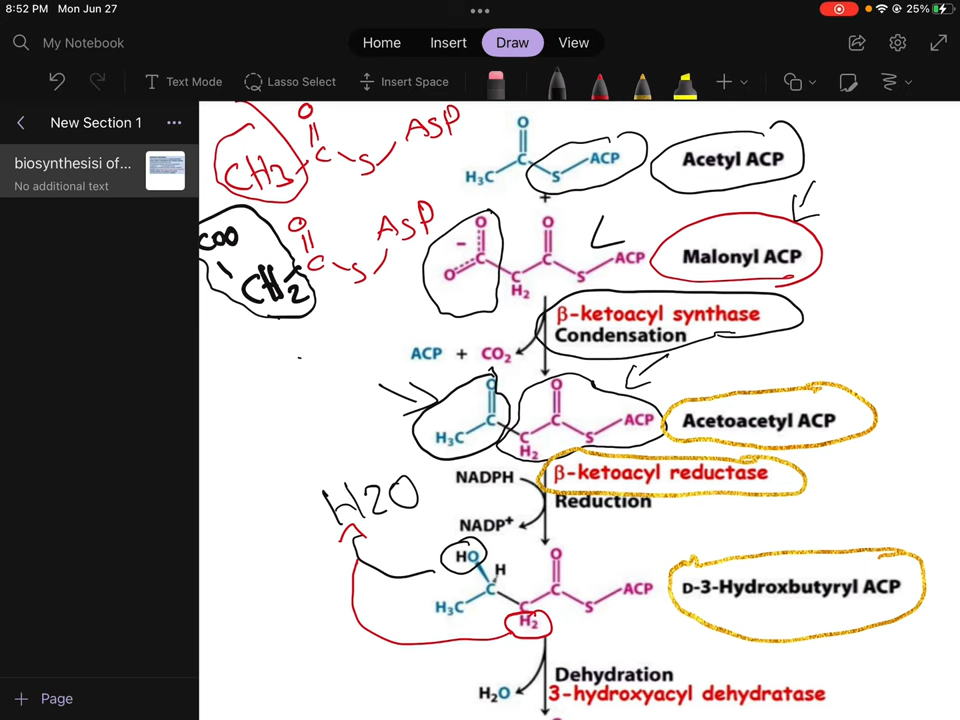 8:52 PM Mon Jun 27
25%
My Notebook
Home Insert Draw View
Text Mode Lasso Select Insert Space
New Section 1
biosynthesisi of...
No additional text
Page
O
CH3 C S ASP
O
COO
CH2 C S ASP
O
H3C C S ACP
Acetyl ACP
+
O O
– O C C H2 C S ACP
Malonyl ACP
β-ketoacyl synthase
Condensation
ACP + CO2
O O
H3C C C H2 C S ACP
Acetoacetyl ACP
NADPH
β-ketoacyl reductase
Reduction
H2O
NADP+
HO H O
H3C C C H2 C S ACP
D-3-Hydroxbutyryl ACP
Dehydration
H2O
3-hydroxyacyl dehydratase